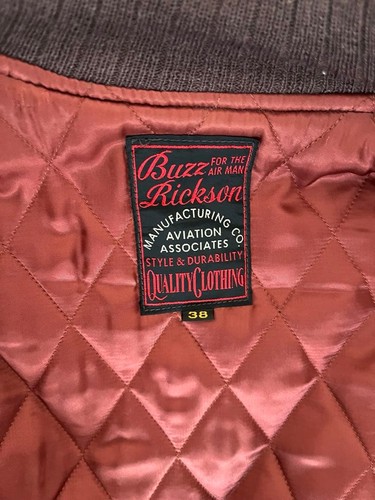 Buzz FOR THE
AIR MAN
Rickson
MANUFACTURING CO
AVIATION
ASSOCIATES
STYLE & DURABILITY
QUALITY CLOTHING
38